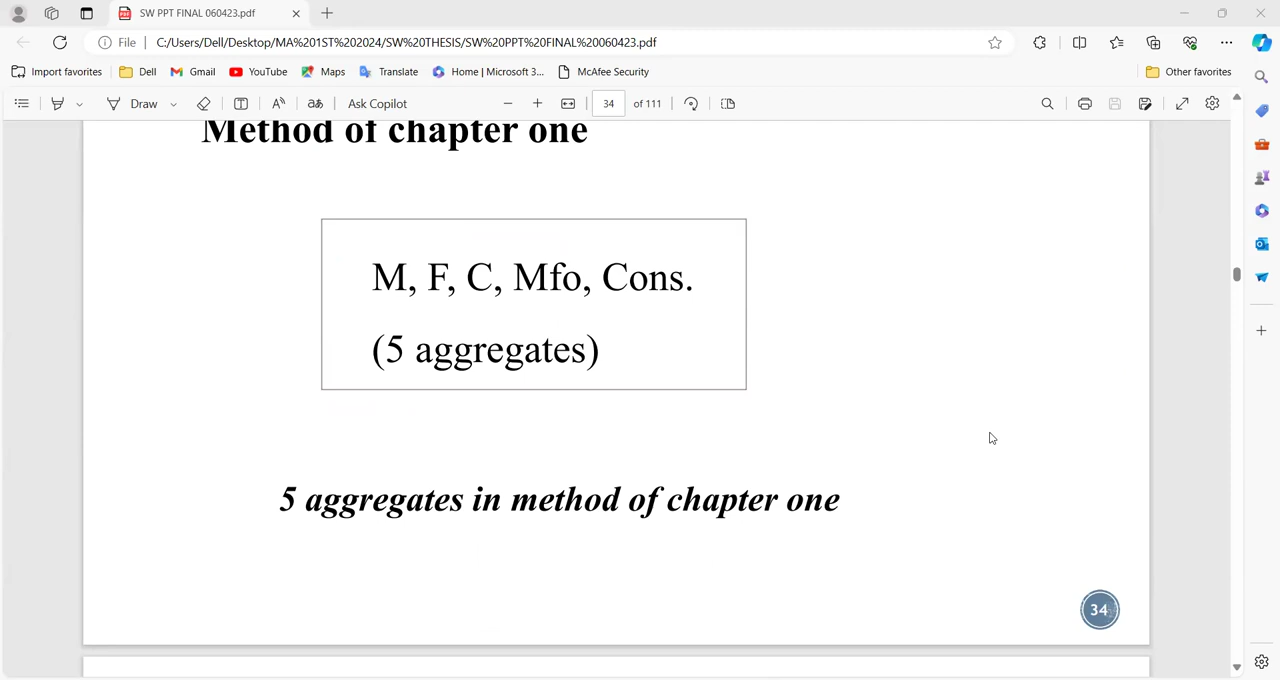 SW PPT FINAL 060423.pdf
File C:/Users/Dell/Desktop/MA%201ST%202024/SW%20THESIS/SW%20PPT%20FINAL%20060423.pdf
Import favorites Dell Gmail YouTube Maps Translate Home | Microsoft 3... McAfee Security Other favorites
Draw Ask Copilot 34 of 111
Method of chapter one
M, F, C, Mfo, Cons.
(5 aggregates)
5 aggregates in method of chapter one
34